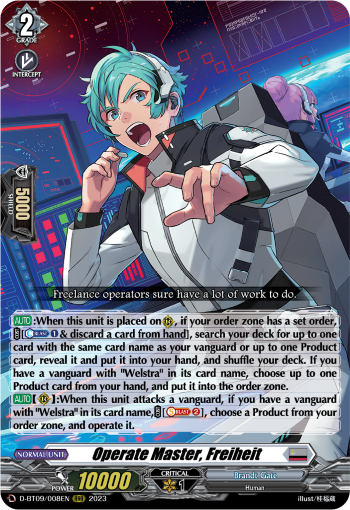 2
GRADE
INTERCEPT
5000
SHIELD
Freelance operators sure have a lot of work to do.
AUTO:When this unit is placed on Ⓡ, if your order zone has a set order,
COST[C BLAST 1 & discard a card from hand], search your deck for up to one
card with the same card name as your vanguard or up to one Product
card, reveal it and put it into your hand, and shuffle your deck. If you
have a vanguard with "Welstra" in its card name, choose up to one
Product card from your hand, and put it into the order zone.
AUTO【Ⓡ】:When this unit attacks a vanguard, if you have a vanguard
with "Welstra" in its card name,COST[S BLAST 2], choose a Product from your
order zone, and operate it.
NORMAL UNIT
Operate Master, Freiheit
POWER 10000
CRITICAL
1
Brandt Gate
Human
D-BT09/008EN RRR 2023
illust/桂福蔵